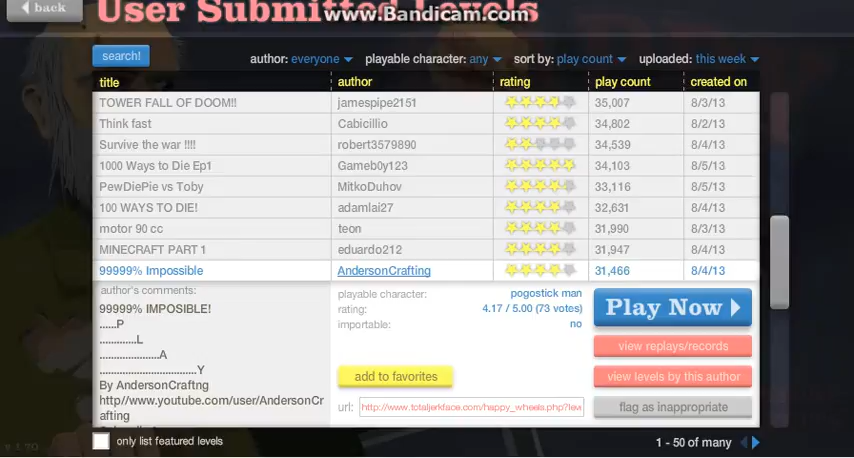 back
User Submitted Levels
www.Bandicam.com
search!
author: everyone playable character: any sort by: play count uploaded: this week
title author rating play count created on
TOWER FALL OF DOOM!! jamespipe2151 35,007 8/3/13
Think fast Cabicillio 34,802 8/2/13
Survive the war !!!! robert3579890 34,539 8/4/13
1000 Ways to Die Ep1 Gameb0y123 34,103 8/5/13
PewDiePie vs Toby MitkoDuhov 33,116 8/5/13
100 WAYS TO DIE! adamlai27 32,631 8/4/13
motor 90 cc teon 31,990 8/3/13
MINECRAFT PART 1 eduardo212 31,947 8/4/13
99999% Impossible AndersonCrafting 31,466 8/4/13
author's comments:
99999% IMPOSIBLE!
......P
.............L
.....................A
..................................Y
By AndersonCraftng
http//www.youtube.com/user/AndersonCr
afting
playable character: pogostick man
rating: 4.17 / 5.00 (73 votes)
importable: no
add to favorites
url: http://www.totaljerkface.com/happy_wheels.php?lev
Play Now
view replays/records
view levels by this author
flag as inappropriate
only list featured levels
1 - 50 of many
v 1.70